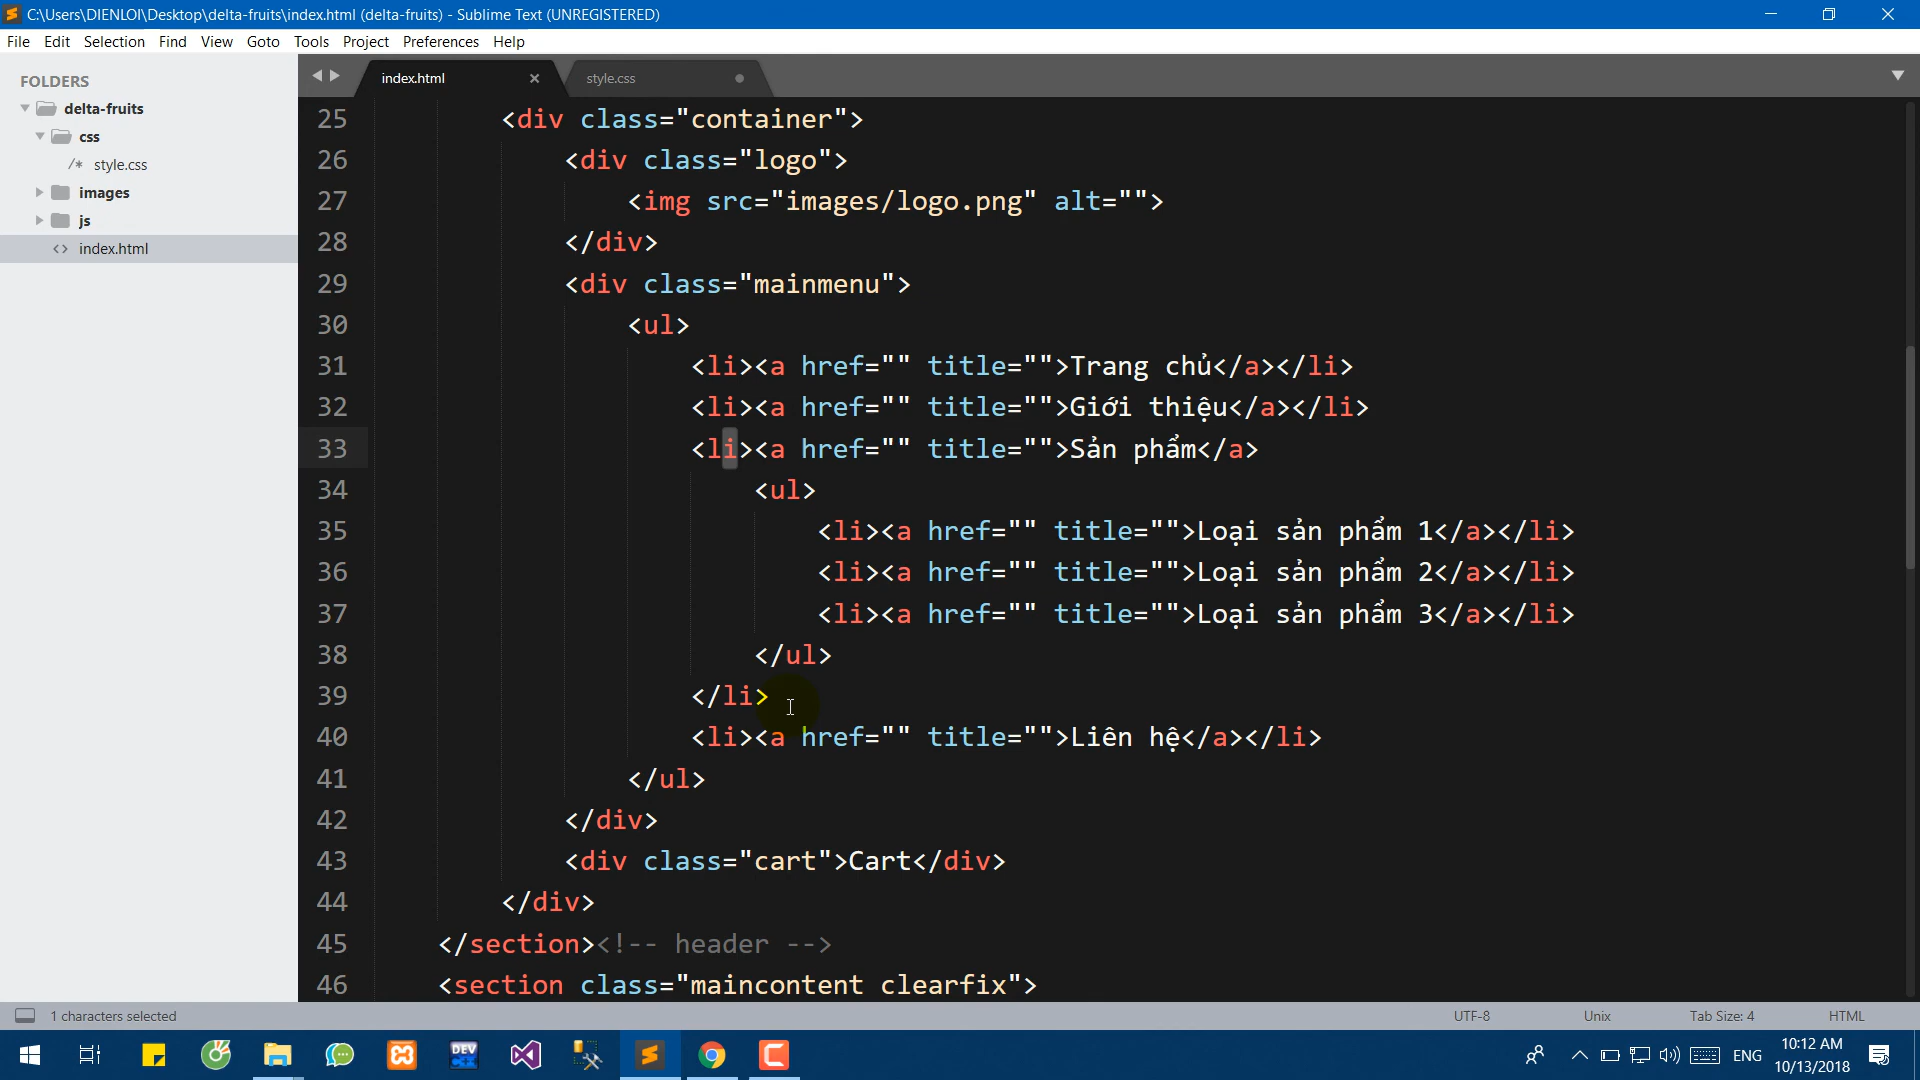 C:\Users\DIENLOI\Desktop\delta-fruits\index.html (delta-fruits) - Sublime Text (UNREGISTERED)
File Edit Selection Find View Goto Tools Project Preferences Help
FOLDERS
delta-fruits
css
/* style.css
images
js
<> index.html
index.html
style.css
25 <div class="container">
26 <div class="logo">
27 <img src="images/logo.png" alt="">
28 </div>
29 <div class="mainmenu">
30 <ul>
31 <li><a href="" title="">Trang chủ</a></li>
32 <li><a href="" title="">Giới thiệu</a></li>
33 <li><a href="" title="">Sản phẩm</a>
34 <ul>
35 <li><a href="" title="">Loại sản phẩm 1</a></li>
36 <li><a href="" title="">Loại sản phẩm 2</a></li>
37 <li><a href="" title="">Loại sản phẩm 3</a></li>
38 </ul>
39 </li>
40 <li><a href="" title="">Liên hệ</a></li>
41 </ul>
42 </div>
43 <div class="cart">Cart</div>
44 </div>
45 </section><!-- header -->
46 <section class="maincontent clearfix">
1 characters selected UTF-8 Unix Tab Size: 4 HTML
DEV
ENG
10:12 AM
10/13/2018